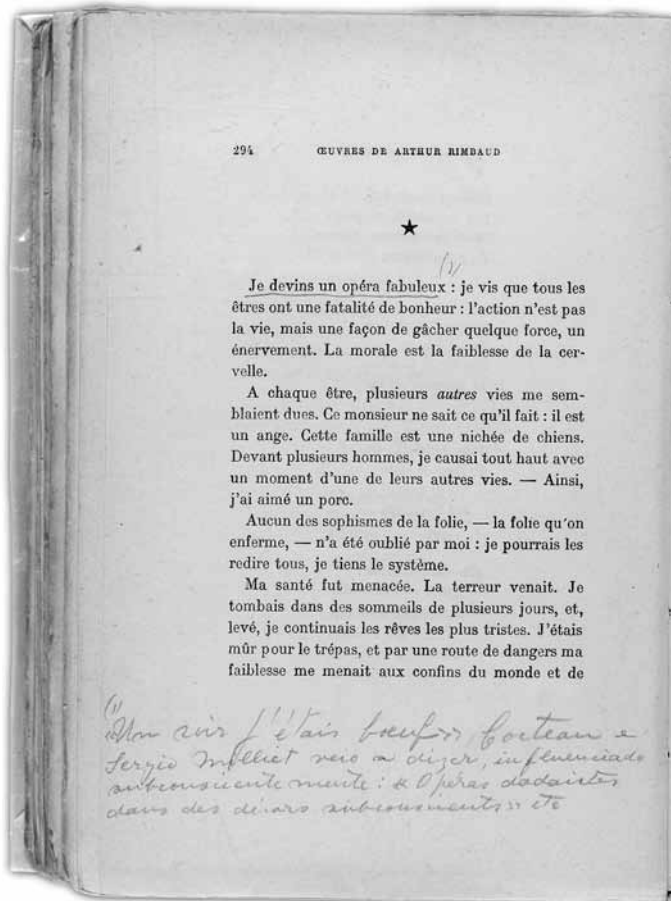 294 ŒUVRES DE ARTHUR RIMBAUD
★
(1)
Je devins un opéra fabuleux : je vis que tous les
êtres ont une fatalité de bonheur : l'action n'est pas
la vie, mais une façon de gâcher quelque force, un
énervement. La morale est la faiblesse de la cer-
velle.
A chaque être, plusieurs autres vies me sem-
blaient dues. Ce monsieur ne sait ce qu'il fait : il est
un ange. Cette famille est une nichée de chiens.
Devant plusieurs hommes, je causai tout haut avec
un moment d'une de leurs autres vies. — Ainsi,
j'ai aimé un porc.
Aucun des sophismes de la folie, — la folie qu'on
enferme, — n'a été oublié par moi : je pourrais les
redire tous, je tiens le système.
Ma santé fut menacée. La terreur venait. Je
tombais dans des sommeils de plusieurs jours, et,
levé, je continuais les rêves les plus tristes. J'étais
mûr pour le trépas, et par une route de dangers ma
faiblesse me menait aux confins du monde et de
(1)
"Un soir j'étais bœuf" Cocteau e
Sergio Milliet veio a dizer, influenciado
subconscientemente: « Opéras dadaistes
dans des décors subconscients » etc